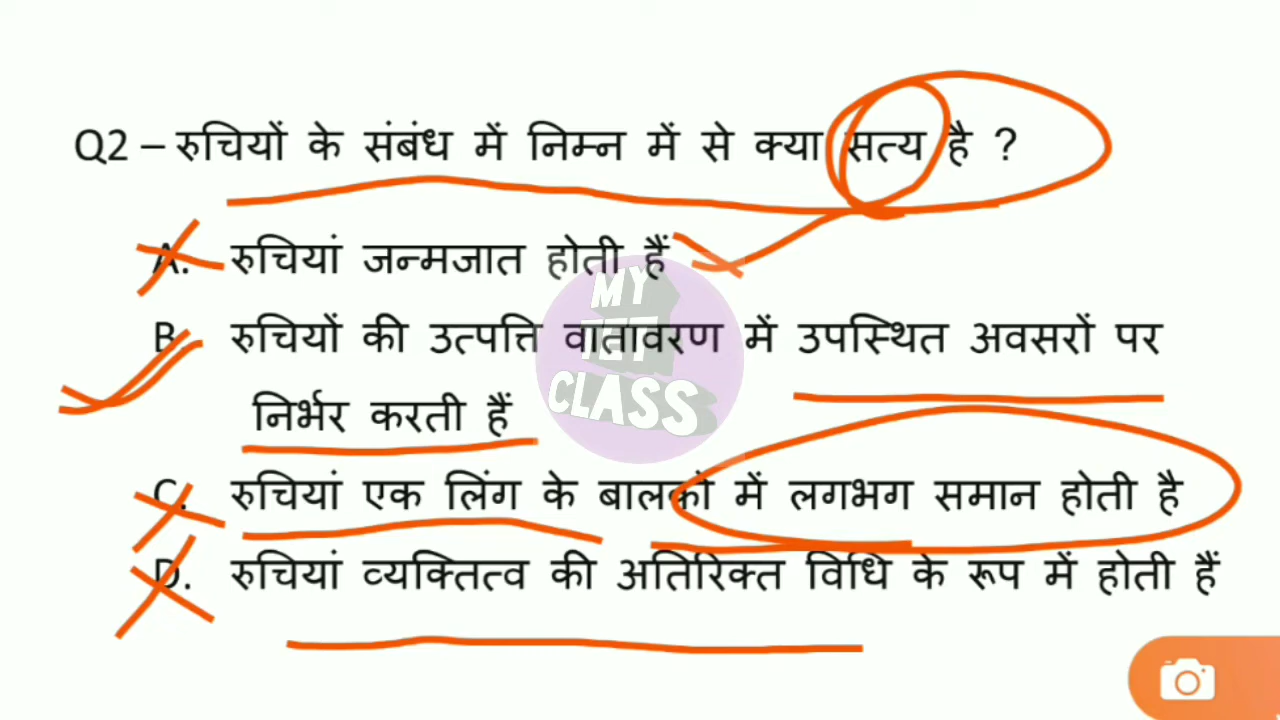 Q2 – रुचियों के संबंध में निम्न में से क्या सत्य है ?
A. रुचियां जन्मजात होती हैं
B. रुचियों की उत्पत्ति वातावरण में उपस्थित अवसरों पर
निर्भर करती हैं
C. रुचियां एक लिंग के बालकों में लगभग समान होती है
D. रुचियां व्यक्तित्व की अतिरिक्त विधि के रूप में होती हैं
MY
TET
CLASS